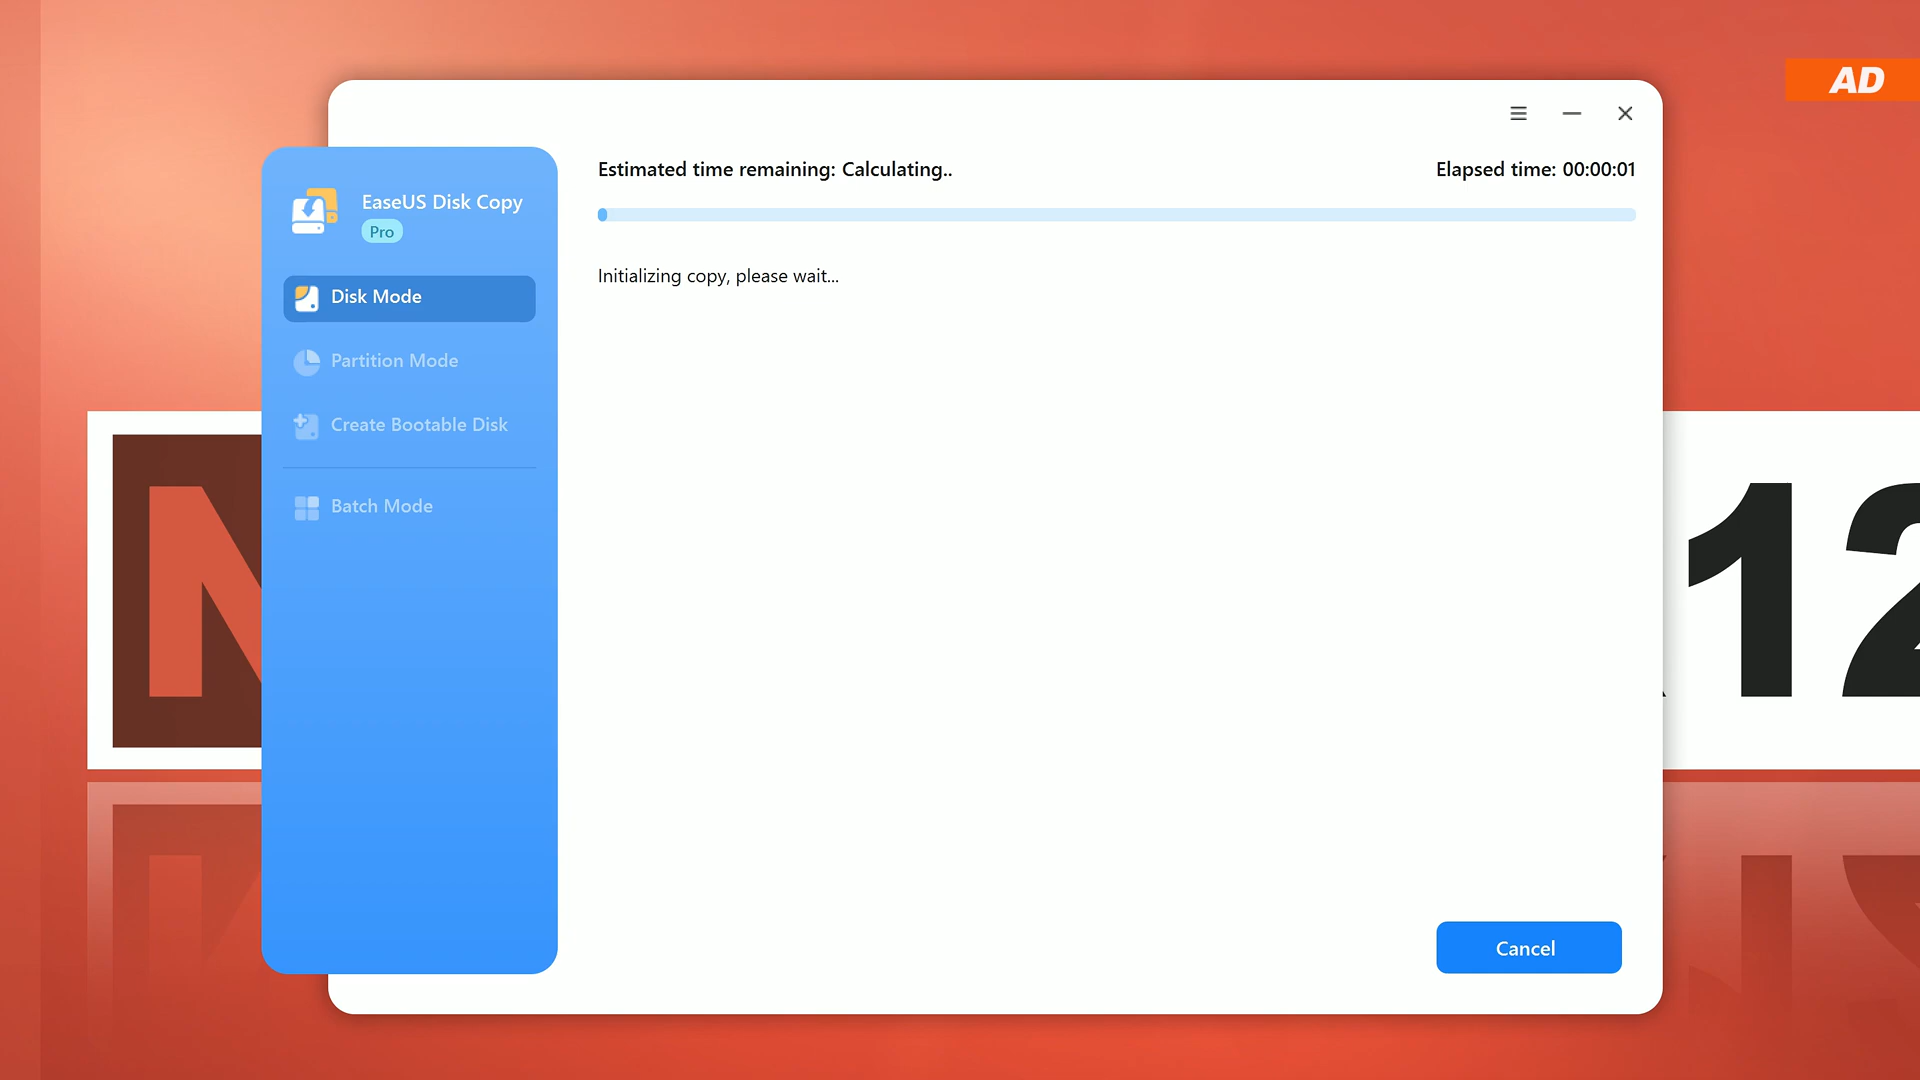 AD
Estimated time remaining: Calculating..
Elapsed time: 00:00:01
EaseUS Disk Copy
Pro
Initializing copy, please wait...
Disk Mode
Partition Mode
Create Bootable Disk
Batch Mode
N
12
Cancel